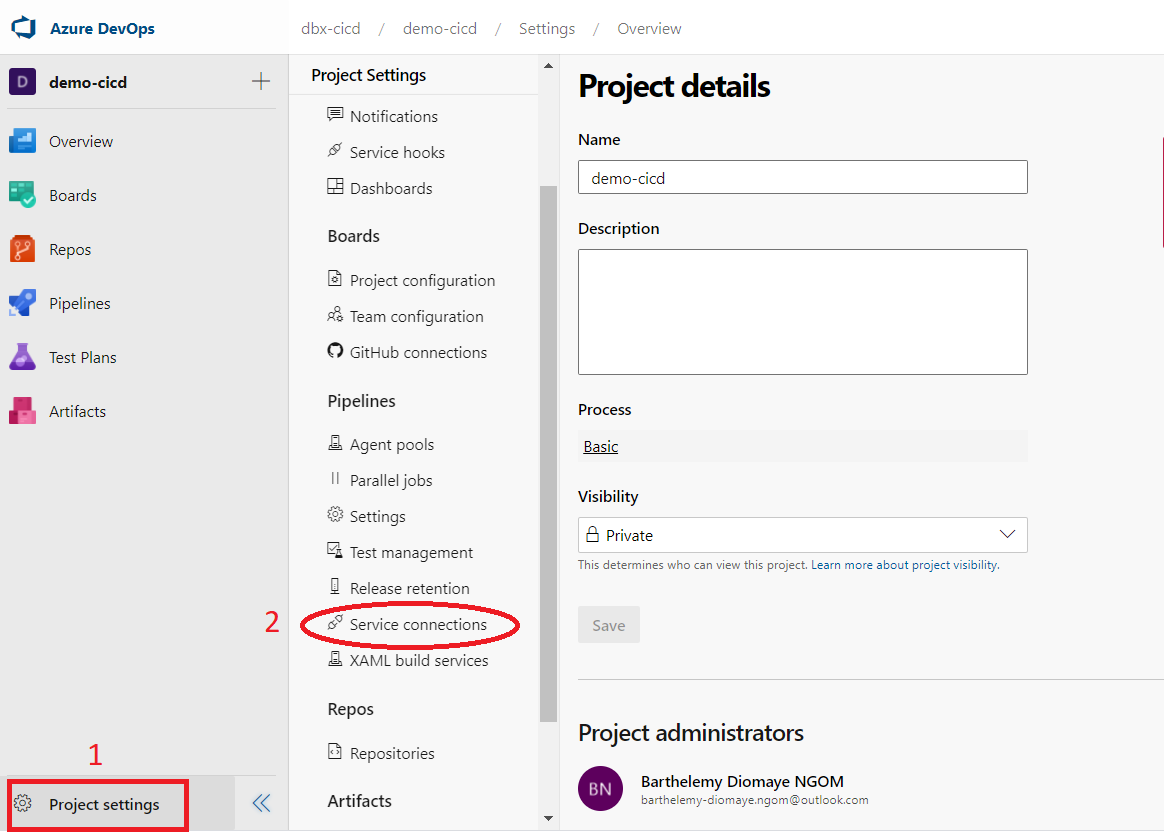 Azure DevOps
dbx-cicd / demo-cicd / Settings / Overview
D demo-cicd
Overview
Boards
Repos
Pipelines
Test Plans
Artifacts
1
Project settings
Project Settings
Notifications
Service hooks
Dashboards
Boards
Project configuration
Team configuration
GitHub connections
Pipelines
Agent pools
Parallel jobs
Settings
Test management
Release retention
2 Service connections
XAML build services
Repos
Repositories
Artifacts
Project details
Name
demo-cicd
Description
Process
Basic
Visibility
Private
This determines who can view this project. Learn more about project visibility.
Save
Project administrators
BN Barthelemy Diomaye NGOM
barthelemy-diomaye.ngom@outlook.com